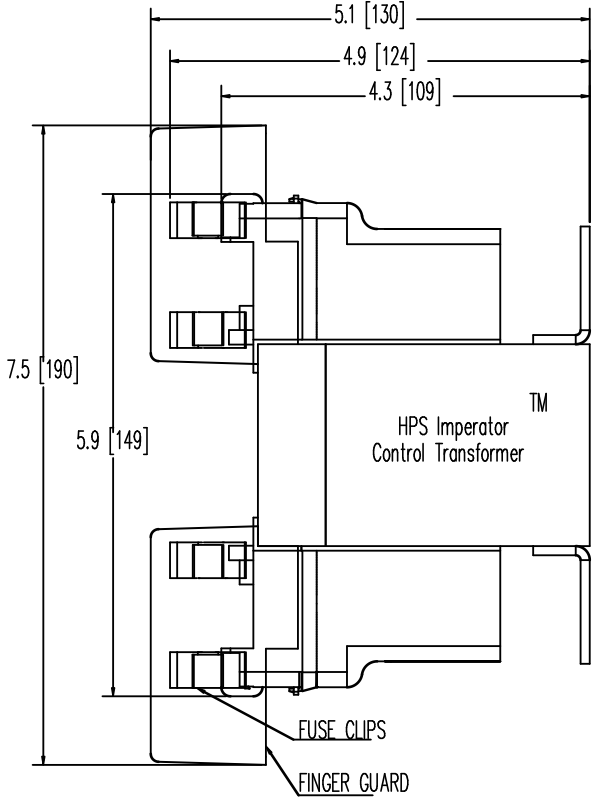 5.1 [130]
4.9 [124]
4.3 [109]
7.5 [190]
TM
HPS Imperator
Control Transformer
5.9 [149]
FUSE CLIPS
FINGER GUARD